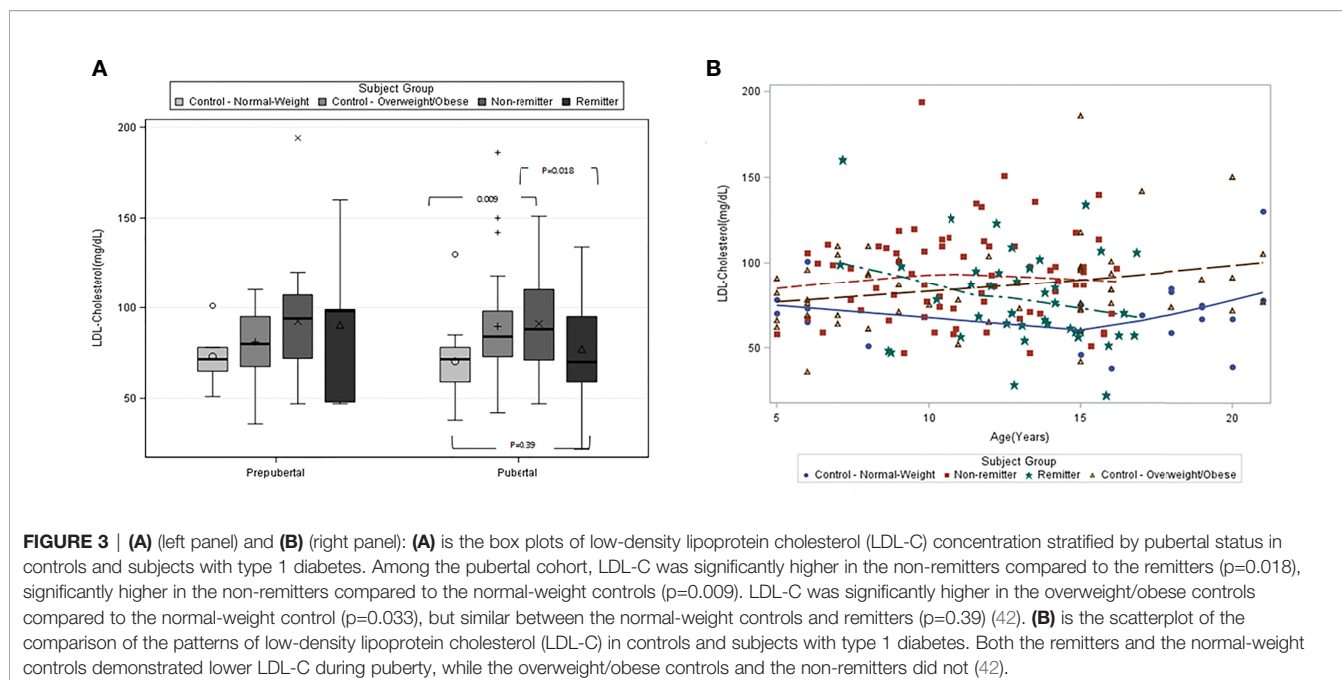 A
Subject Group
Control - Normal-Weight Control - Overweight/Obese Non-remitter Remitter
200
150
100
50
LDL-Cholesterol(mg/dL)
P=0.018
0.009
P=0.39
Prepubertal Pubertal
B
200
150
100
50
LDL-Cholesterol(mg/dL)
5 10 15 20
Age(Years)
Subject Group
Control - Normal-Weight Non-remitter Remitter Control - Overweight/Obese
FIGURE 3 | (A) (left panel) and (B) (right panel): (A) is the box plots of low-density lipoprotein cholesterol (LDL-C) concentration stratified by pubertal status in
controls and subjects with type 1 diabetes. Among the pubertal cohort, LDL-C was significantly higher in the non-remitters compared to the remitters (p=0.018),
significantly higher in the non-remitters compared to the normal-weight controls (p=0.009). LDL-C was significantly higher in the overweight/obese controls
compared to the normal-weight control (p=0.033), but similar between the normal-weight controls and remitters (p=0.39) (42). (B) is the scatterplot of the
comparison of the patterns of low-density lipoprotein cholesterol (LDL-C) in controls and subjects with type 1 diabetes. Both the remitters and the normal-weight
controls demonstrated lower LDL-C during puberty, while the overweight/obese controls and the non-remitters did not (42).